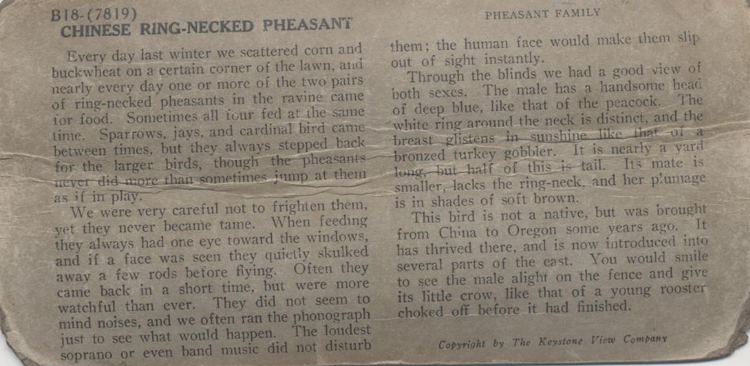 B18-(7819)
CHINESE RING-NECKED PHEASANT
Every day last winter we scattered corn and
buckwheat on a certain corner of the lawn, and
nearly every day one or more of the two pairs
of ring-necked pheasants in the ravine came
for food. Sometimes all four fed at the same
time. Sparrows, jays, and cardinal bird came
between times, but they always stepped back
for the larger birds, though the pheasants
never did more than sometimes jump at them
as if in play.
We were very careful not to frighten them,
yet they never became tame. When feeding
they always had one eye toward the windows,
and if a face was seen they quietly skulked
away a few rods before flying. Often they
came back in a short time, but were more
watchful than ever. They did not seem to
mind noises, and we often ran the phonograph
just to see what would happen. The loudest
soprano or even band music did not disturb
PHEASANT FAMILY
them; the human face would make them slip
out of sight instantly.
Through the blinds we had a good view of
both sexes. The male has a handsome head
of deep blue, like that of the peacock. The
white ring around the neck is distinct, and the
breast glistens in sunshine like that of a
bronzed turkey gobbler. It is nearly a yard
long, but half of this is tail. Its mate is
smaller, lacks the ring-neck, and her plumage
is in shades of soft brown.
This bird is not a native, but was brought
from China to Oregon some years ago. It
has thrived there, and is now introduced into
several parts of the east. You would smile
to see the male alight on the fence and give
its little crow, like that of a young rooster
choked off before it had finished.
Copyright by The Keystone View Company